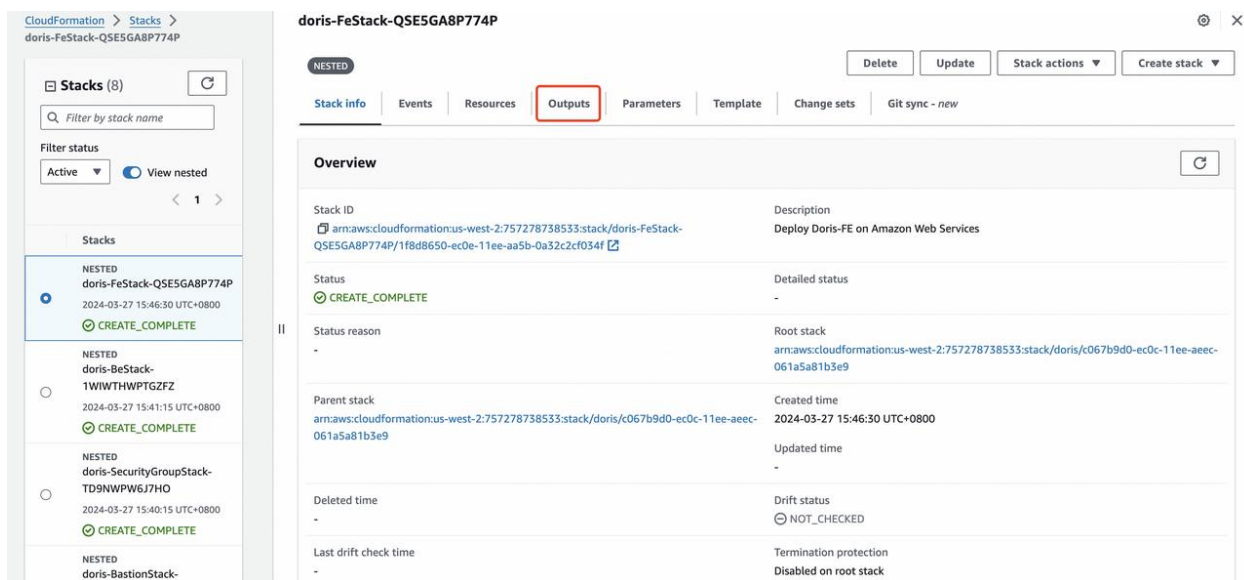 CloudFormation > Stacks >
doris-FeStack-QSE5GA8P774P
Stacks (8)
Filter by stack name
Filter status
Active
View nested
1
Stacks
NESTED
doris-FeStack-QSE5GA8P774P
2024-03-27 15:46:30 UTC+0800
CREATE_COMPLETE
NESTED
doris-BeStack-
1WIWTHWPTGZFZ
2024-03-27 15:41:15 UTC+0800
CREATE_COMPLETE
NESTED
doris-SecurityGroupStack-
TD9NWPW6J7HO
2024-03-27 15:40:15 UTC+0800
CREATE_COMPLETE
NESTED
doris-BastionStack-
doris-FeStack-QSE5GA8P774P
NESTED
Delete
Update
Stack actions
Create stack
Stack info
Events
Resources
Outputs
Parameters
Template
Change sets
Git sync - new
Overview
Stack ID
arn:aws:cloudformation:us-west-2:757278738533:stack/doris-FeStack-
QSE5GA8P774P/1f8d8650-ec0e-11ee-aa5b-0a32c2cf034f
Description
Deploy Doris-FE on Amazon Web Services
Status
CREATE_COMPLETE
Detailed status
-
Status reason
-
Root stack
arn:aws:cloudformation:us-west-2:757278738533:stack/doris/c067b9d0-ec0c-11ee-aeec-
061a5a81b3e9
Parent stack
arn:aws:cloudformation:us-west-2:757278738533:stack/doris/c067b9d0-ec0c-11ee-aeec-
061a5a81b3e9
Created time
2024-03-27 15:46:30 UTC+0800
Updated time
-
Deleted time
-
Drift status
NOT_CHECKED
Last drift check time
-
Termination protection
Disabled on root stack